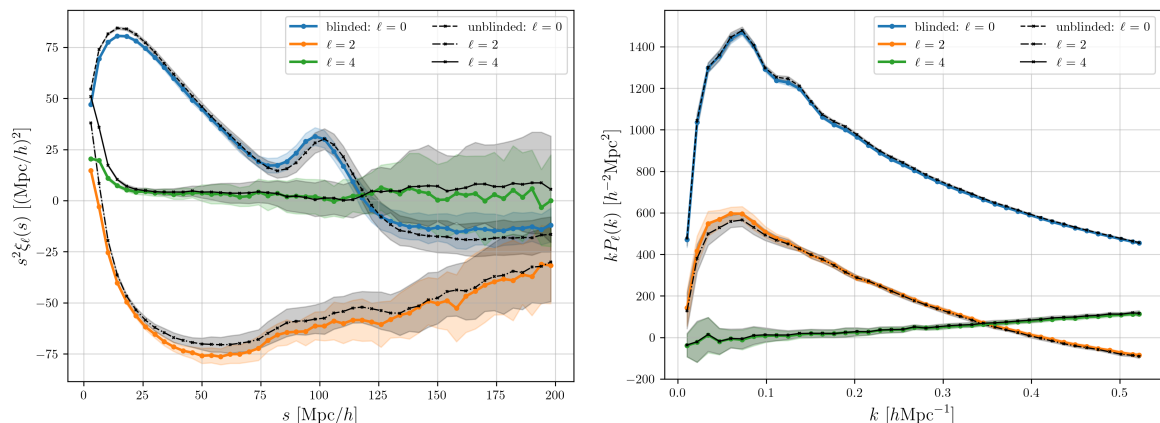 blinded: ℓ = 0
ℓ = 2
ℓ = 4
unblinded: ℓ = 0
ℓ = 2
ℓ = 4
75
50
25
0
−25
−50
−75
s²ξℓ(s) [(Mpc/h)²]
0 25 50 75 100 125 150 175 200
s [Mpc/h]
blinded: ℓ = 0
ℓ = 2
ℓ = 4
unblinded: ℓ = 0
ℓ = 2
ℓ = 4
1400
1200
1000
800
600
400
200
0
−200
kPℓ(k) [h⁻²Mpc²]
0.0 0.1 0.2 0.3 0.4 0.5
k [hMpc⁻¹]